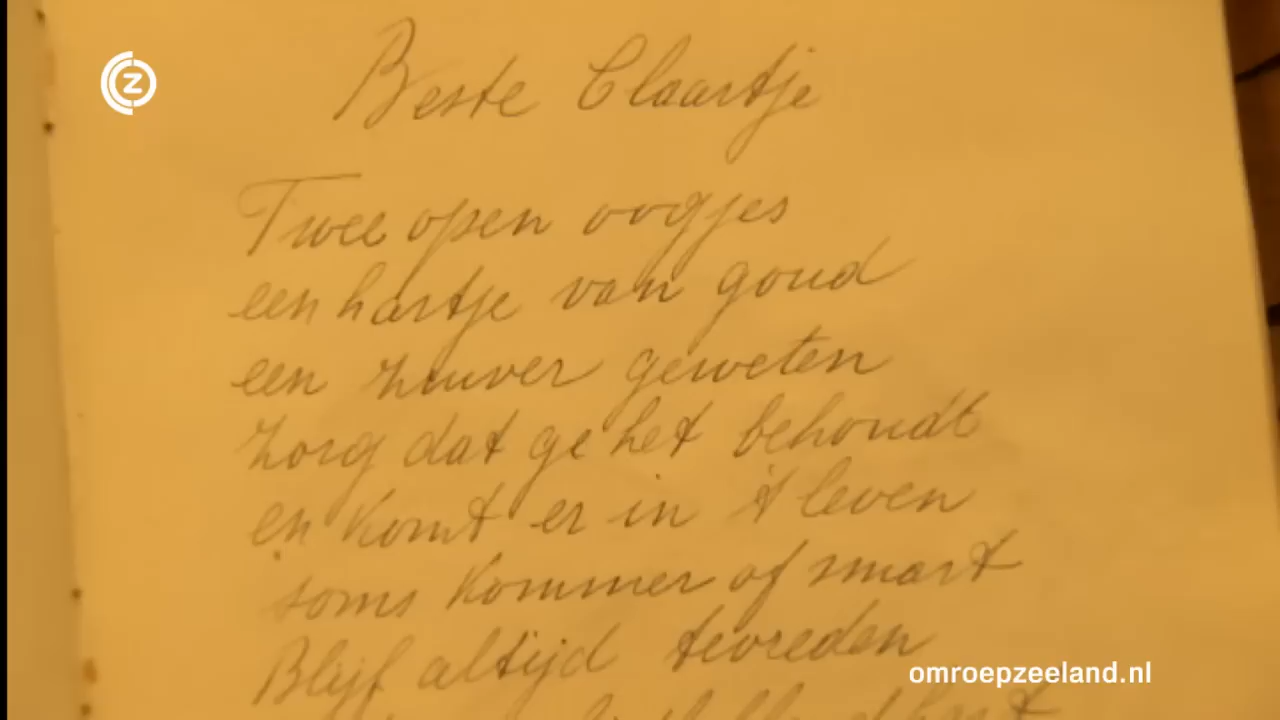 Beste Claartje
Twee open oogjes
een hartje van goud
een zuiver geweten
zorg dat ge het behoudt
en komt er in 't leven
soms kommer of smart
Blijf altijd tevreden
omroepzeeland.nl
Z